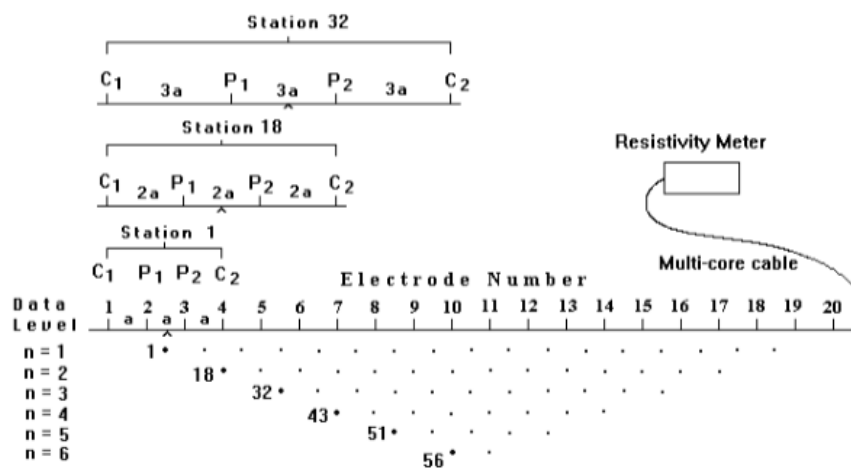 Station 32
C1 3a P1 3a P2 3a C2
Station 18
C1 2a P1 2a P2 2a C2
Resistivity Meter
Station 1
C1 P1 P2 C2
Electrode Number
Multi-core cable
Data
Level
1 2 3 4 5 6 7 8 9 10 11 12 13 14 15 16 17 18 19 20
a a a
n = 1 1
n = 2 18
n = 3 32
n = 4 43
n = 5 51
n = 6 56